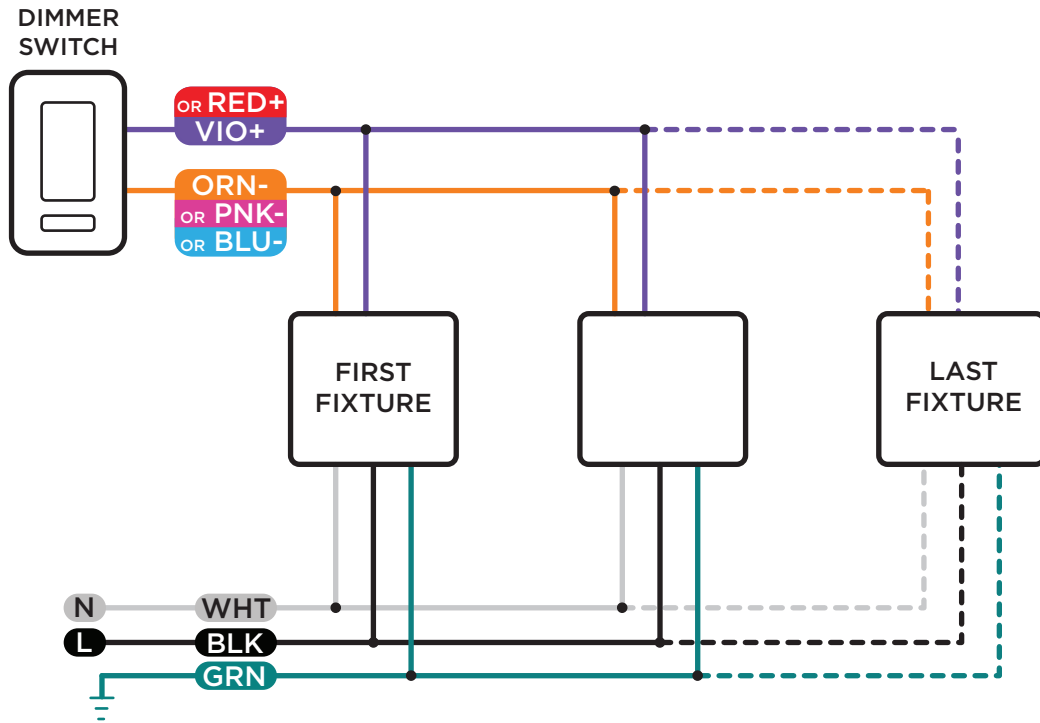 DIMMER
SWITCH
OR RED+
VIO+
ORN-
OR PNK-
OR BLU-
FIRST
FIXTURE
LAST
FIXTURE
N WHT
L BLK
GRN